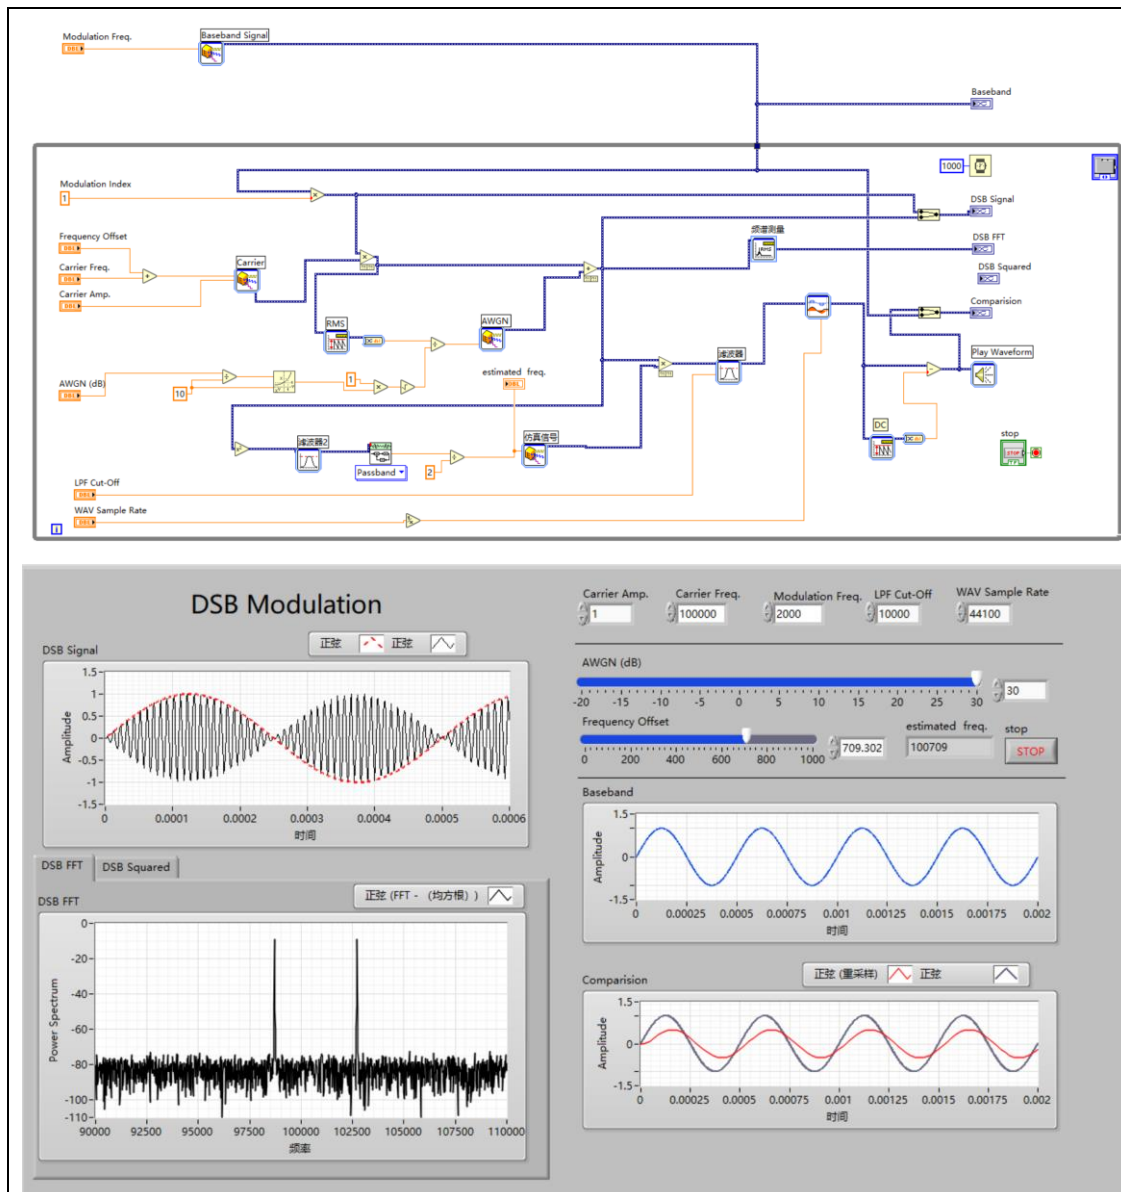 Modulation Freq.
Baseband Signal
Baseband
1000
Modulation Index
1
DSB Signal
Frequency Offset
频谱测量
DSB FFT
Carrier
Carrier Freq.
DSB Squared
Carrier Amp.
Comparision
RMS
AWGN
Play Waveform
滤波器
estimated freq.
AWGN (dB)
1
10
DC
stop
STOP
滤波器2
仿真信号
Passband
2
LPF Cut-Off
WAV Sample Rate
i
DSB Modulation
Carrier Amp.
Carrier Freq.
Modulation Freq.
LPF Cut-Off
WAV Sample Rate
1
100000
2000
10000
44100
正弦 正弦
DSB Signal
AWGN (dB)
-20 -15 -10 -5 0 5 10 15 20 25 30
30
Frequency Offset
0 200 400 600 800 1000
709.302
estimated freq.
100709
stop
STOP
Amplitude
1.5
1
0.5
0
-0.5
-1
-1.5
0 0.0001 0.0002 0.0003 0.0004 0.0005 0.0006
时间
Baseband
Amplitude
1.5
0
-1.5
0 0.00025 0.0005 0.00075 0.001 0.00125 0.0015 0.00175 0.002
时间
DSB FFT DSB Squared
正弦 (FFT - （均方根）)
DSB FFT
Power Spectrum
0
-20
-40
-60
-80
-100
-110
90000 92500 95000 97500 100000 102500 105000 107500 110000
频率
正弦 (重采样) 正弦
Comparision
Amplitude
1.5
0
-1.5
0 0.00025 0.0005 0.00075 0.001 0.00125 0.0015 0.00175 0.002
时间